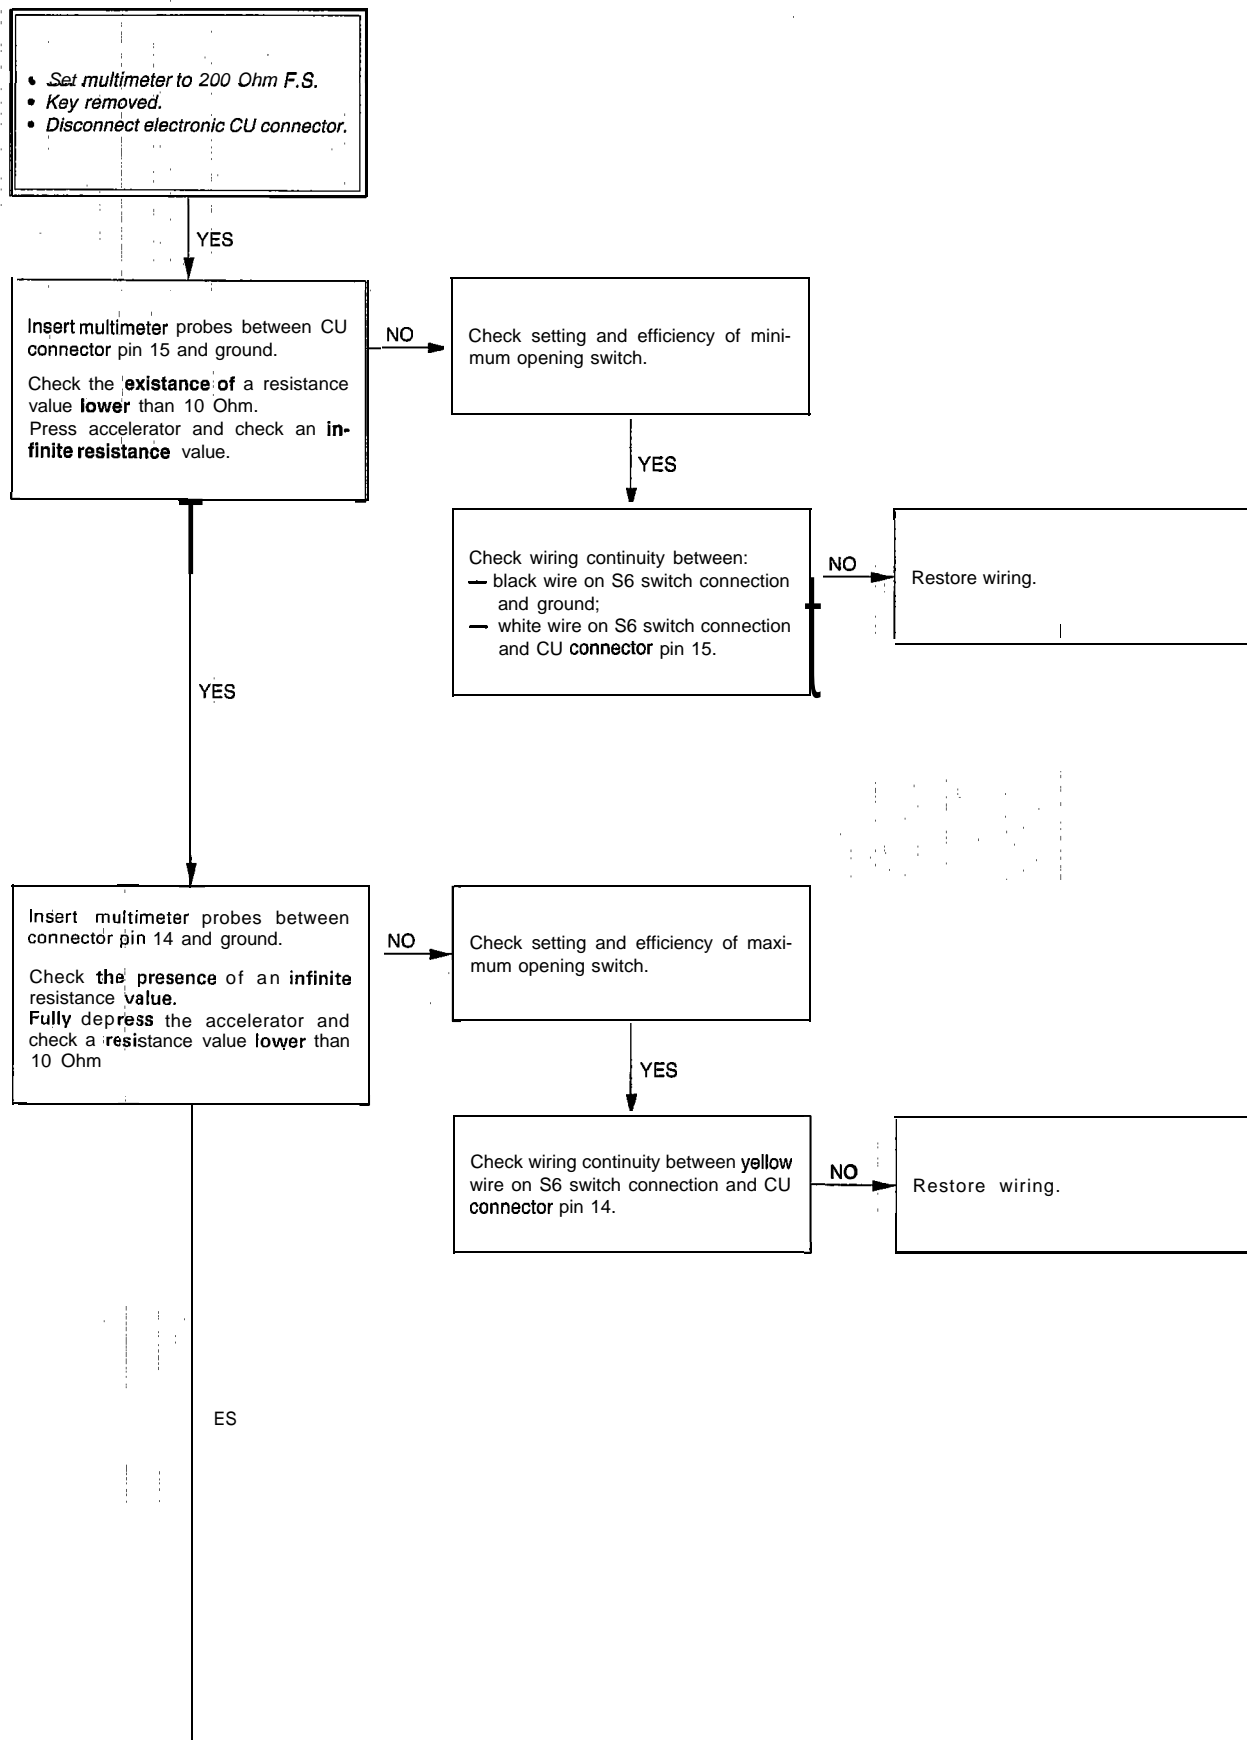 • Set multimeter to 200 Ohm F.S.
• Key removed.
• Disconnect electronic CU connector.
YES
Insert multimeter probes between CU
connector pin 15 and ground.
Check the existance of a resistance
value lower than 10 Ohm.
Press accelerator and check an in-
finite resistance value.
NO
Check setting and efficiency of mini-
mum opening switch.
YES
Check wiring continuity between:
— black wire on S6 switch connection
and ground;
— white wire on S6 switch connection
and CU connector pin 15.
NO
Restore wiring.
YES
Insert multimeter probes between
connector pin 14 and ground.
Check the presence of an infinite
resistance value.
Fully depress the accelerator and
check a resistance value lower than
10 Ohm
NO
Check setting and efficiency of maxi-
mum opening switch.
YES
Check wiring continuity between yellow
wire on S6 switch connection and CU
connector pin 14.
NO
Restore wiring.
ES